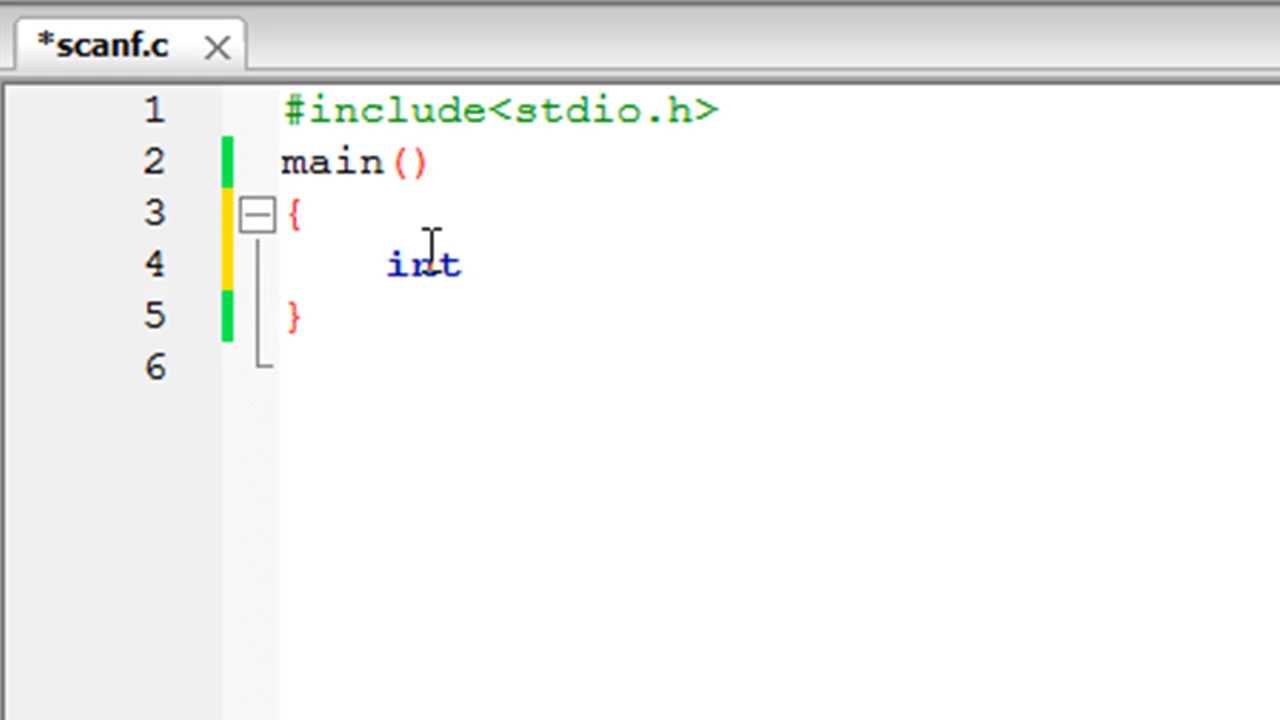 *scanf.c
1 #include<stdio.h>
2 main()
3 {
4 int
5 }
6